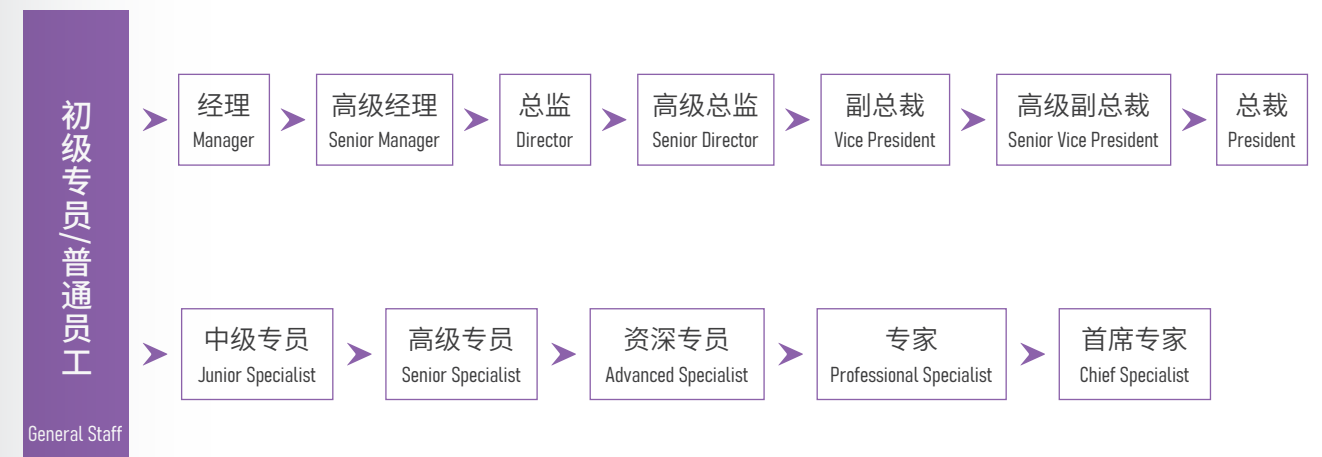 初级专员/普通员工
General Staff
经理
Manager
高级经理
Senior Manager
总监
Director
高级总监
Senior Director
副总裁
Vice President
高级副总裁
Senior Vice President
总裁
President
中级专员
Junior Specialist
高级专员
Senior Specialist
资深专员
Advanced Specialist
专家
Professional Specialist
首席专家
Chief Specialist